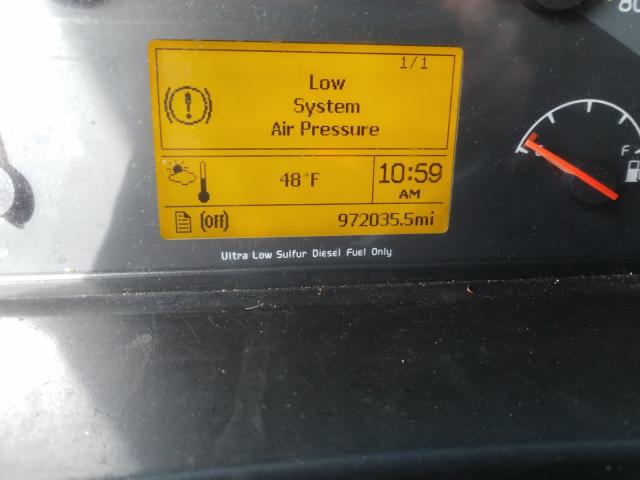 80
1/1
Low
System
Air Pressure
48°F
10:59
AM
F
(Off)
972035.5mi
Ultra Low Sulfur Diesel Fuel Only